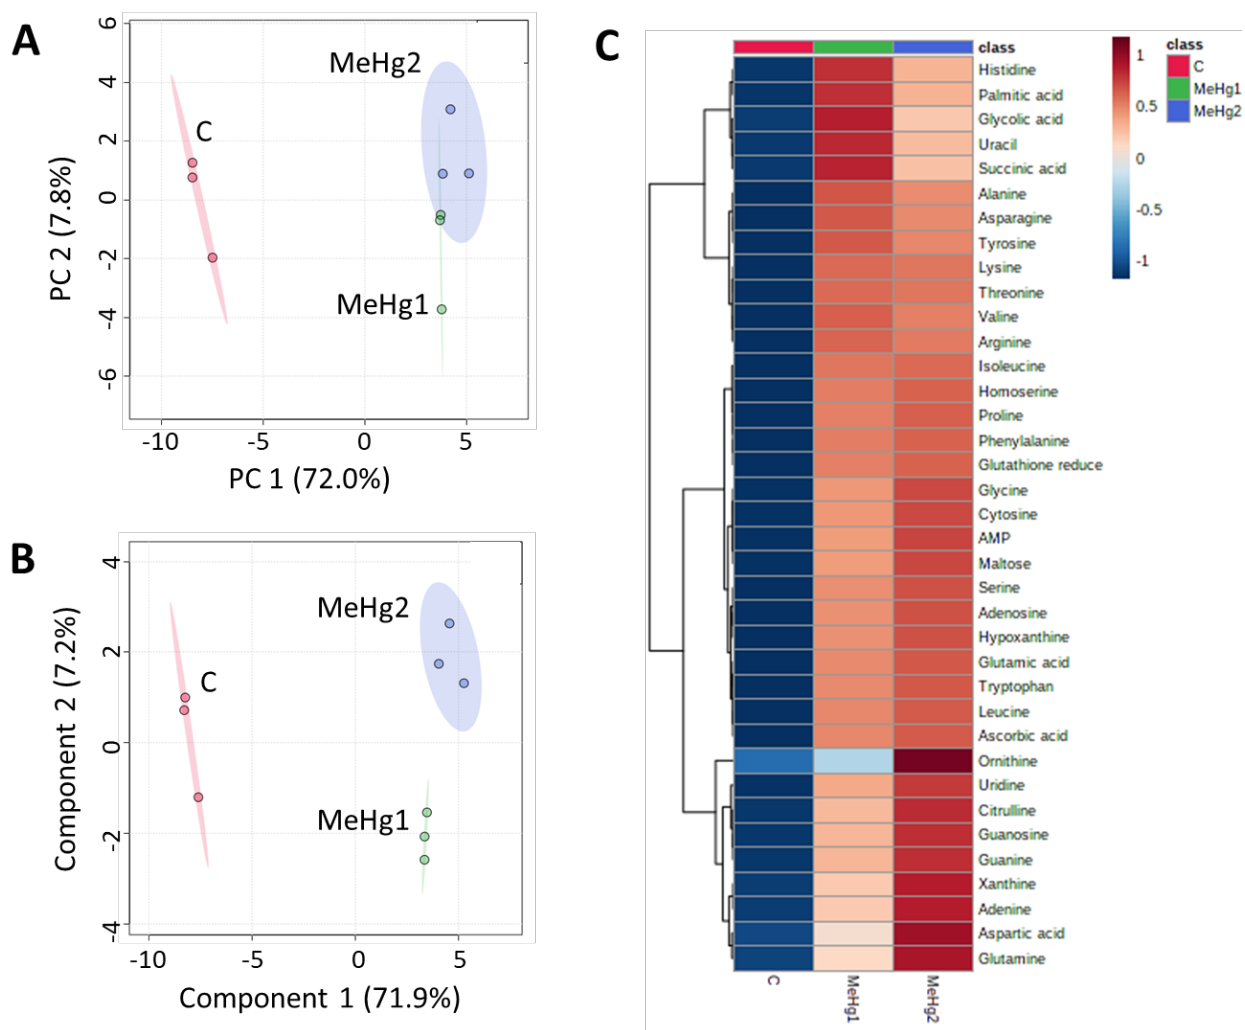 A
6
4
2
0
-2
-4
-6
PC 2 (7.8%)
MeHg2
C
MeHg1
-10 -5 0 5
PC 1 (72.0%)
B
4
2
0
-2
-4
Component 2 (7.2%)
MeHg2
C
MeHg1
-10 -5 0 5
Component 1 (71.9%)
C
class
Histidine
Palmitic acid
Glycolic acid
Uracil
Succinic acid
Alanine
Asparagine
Tyrosine
Lysine
Threonine
Valine
Arginine
Isoleucine
Homoserine
Proline
Phenylalanine
Glutathione reduce
Glycine
Cytosine
AMP
Maltose
Serine
Adenosine
Hypoxanthine
Glutamic acid
Tryptophan
Leucine
Ascorbic acid
Ornithine
Uridine
Citrulline
Guanosine
Guanine
Xanthine
Adenine
Aspartic acid
Glutamine
C MeHg1 MeHg2
1
0.5
0
-0.5
-1
class
C
MeHg1
MeHg2